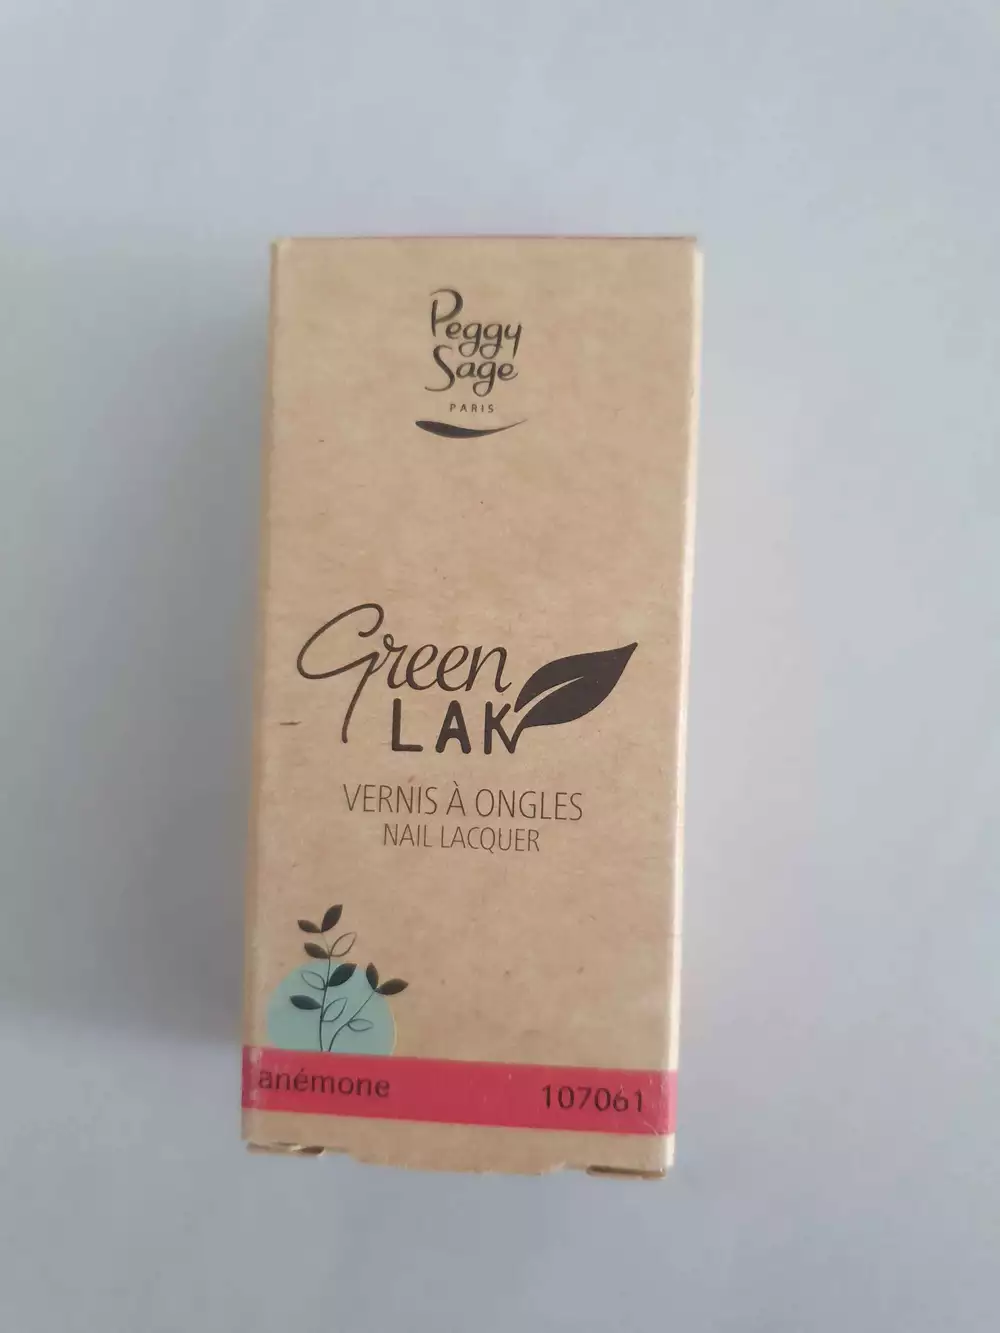 Peggy
Sage
PARIS
Green
LAK
VERNIS À ONGLES
NAIL LACQUER
anémone 107061